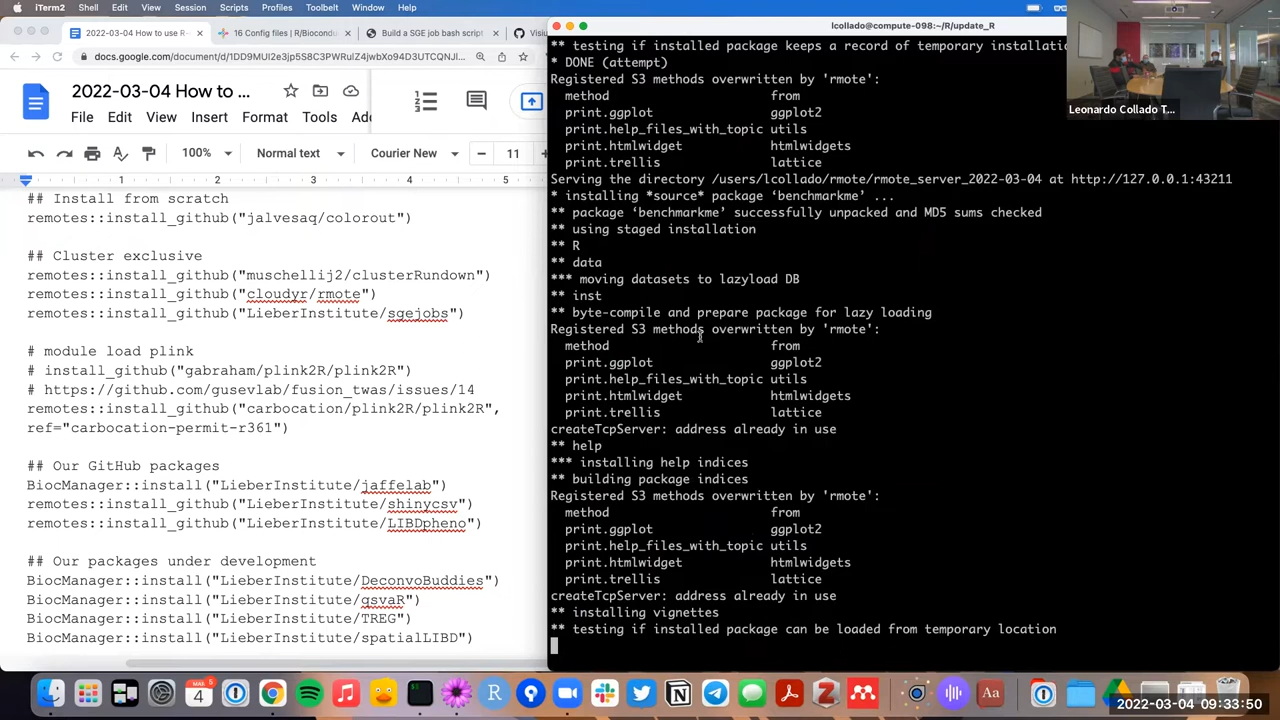 iTerm2 Shell Edit View Session Scripts Profiles Toolbelt Window Help
2022-03-04 How to use R-
16 Config files | R/Biocondu
Build a SGE job bash scrip
docs.google.com/document/d/1DD9MUI2e3jp5S8C3PWRulZ4jwbXo94D3UTCQNJl...
2022-03-04 How to ...
File Edit View Insert Format Tools
100% Normal text Courier New 11
1 2 3 4 5
## Install from scratch
remotes::install_github("jalvesaq/colorout")
## Cluster exclusive
remotes::install_github("muschellij2/clusterRundown")
remotes::install_github("cloudyr/rmote")
remotes::install_github("LieberInstitute/sgejobs")
# module load plink
# install_github("gabraham/plink2R/plink2R")
# https://github.com/gusevlab/fusion_twas/issues/14
remotes::install_github("carbocation/plink2R/plink2R",
ref="carbocation-permit-r361")
## Our GitHub packages
BiocManager::install("LieberInstitute/jaffelab")
remotes::install_github("LieberInstitute/shinycsv")
remotes::install_github("LieberInstitute/LIBDpheno")
## Our packages under development
BiocManager::install("LieberInstitute/DeconvoBuddies")
BiocManager::install("LieberInstitute/qsvaR")
BiocManager::install("LieberInstitute/TREG")
BiocManager::install("LieberInstitute/spatialLIBD")
lcollado@compute-098:~/R/update_R
** testing if installed package keeps a record of temporary installatio
* DONE (attempt)
Registered S3 methods overwritten by 'rmote':
method from
print.ggplot ggplot2
print.help_files_with_topic utils
print.htmlwidget htmlwidgets
print.trellis lattice
Serving the directory /users/lcollado/rmote/rmote_server_2022-03-04 at http://127.0.0.1:43211
* installing *source* package ‘benchmarkme’ ...
** package ‘benchmarkme’ successfully unpacked and MD5 sums checked
** using staged installation
** R
** data
*** moving datasets to lazyload DB
** inst
** byte-compile and prepare package for lazy loading
Registered S3 methods overwritten by 'rmote':
method from
print.ggplot ggplot2
print.help_files_with_topic utils
print.htmlwidget htmlwidgets
print.trellis lattice
createTcpServer: address already in use
** help
*** installing help indices
** building package indices
Registered S3 methods overwritten by 'rmote':
method from
print.ggplot ggplot2
print.help_files_with_topic utils
print.htmlwidget htmlwidgets
print.trellis lattice
createTcpServer: address already in use
** installing vignettes
** testing if installed package can be loaded from temporary location
Leonardo Collado T...
MAR
4
Aa
2022-03-04 09:33:50